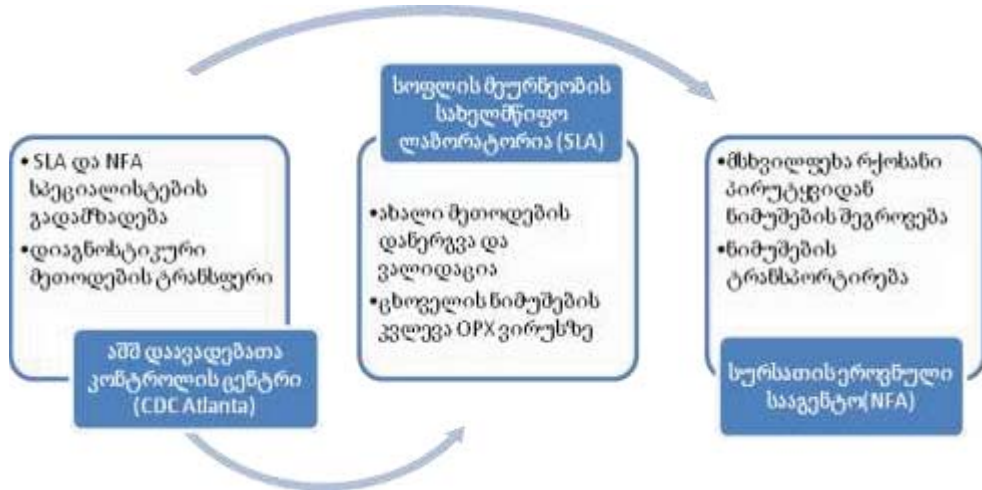 • SLA და NFA
სპეციალისტების
გადამზადება
•დიაგნოსტიკური
მეთოდების ტრანსფერი
აშშ დაავადებათა
კონტროლის ცენტრი
(CDC Atlanta)
სოფლის მეურნეობის
სახელმწიფო
ლაბორატორია (SLA)
•ახალი მეთოდების
დანერგვა და
ვალიდაცია
•ცხოველის ნიმუშების
კვლევა OPX ვირუსზე
•მსხვილფეხა რქოსანი
პირუტყვიდან
ნიმუშების შეგროვება
•ნიმუშების
ტრანსპორტირება
სურსათის ეროვნული
სააგენტო(NFA)